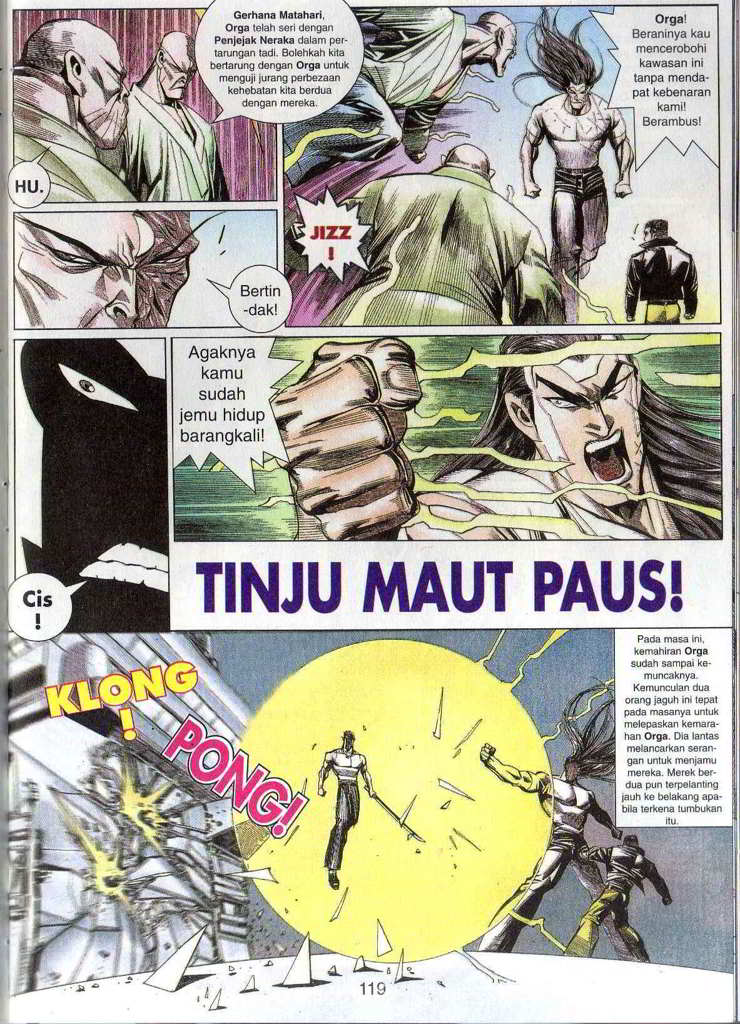 Gerhana Matahari,
Orga telah seri dengan
Penjejak Neraka dalam per-
tarungan tadi. Bolehkah kita
bertarung dengan Orga untuk
menguji jurang perbezaan
kehebatan kita berdua
dengan mereka.
HU.
Orga!
Beraninya kau
mencerobohi
kawasan ini
tanpa menda-
pat kebenaran
kami!
Berambus!
JIZZ
!
Bertin
-dak!
Cis
!
Agaknya
kamu
sudah
jemu hidup
barangkali!
TINJU MAUT PAUS!
KLONG
!
PONG!
Pada masa ini,
kemahiran Orga
sudah sampai ke-
muncaknya.
Kemunculan dua
orang jaguh ini tepat
pada masanya untuk
melepaskan kemara-
han Orga. Dia lantas
melancarkan seran-
gan untuk menjamu
mereka. Merek ber-
dua pun terpelanting
jauh ke belakang apa-
bila terkena tumbukan
itu.
119